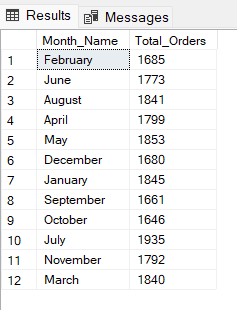 Results Messages
Month_Name Total_Orders
1 February 1685
2 June 1773
3 August 1841
4 April 1799
5 May 1853
6 December 1680
7 January 1845
8 September 1661
9 October 1646
10 July 1935
11 November 1792
12 March 1840